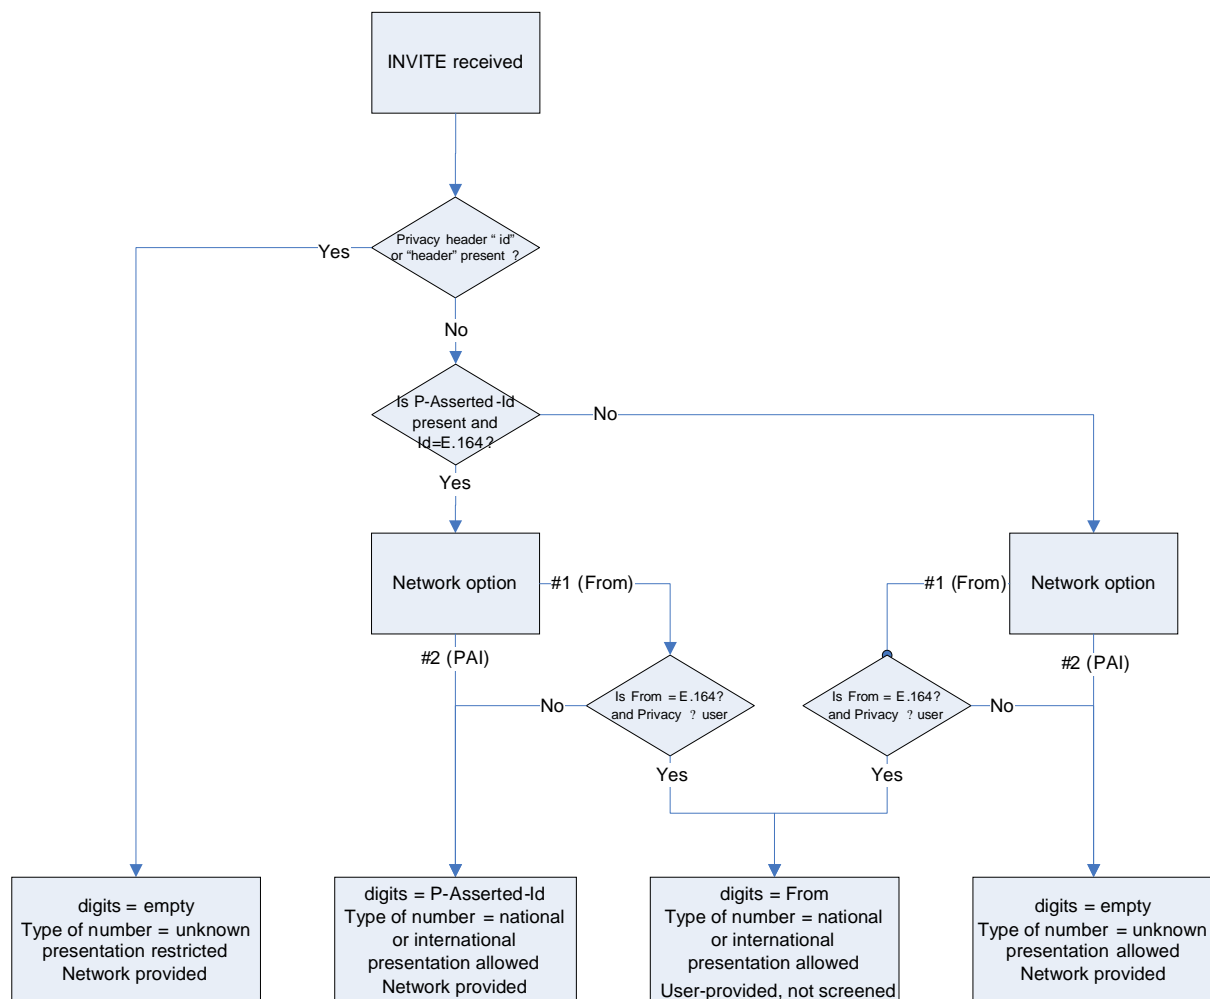 INVITE received
Privacy header “ id”
or “header” present ?
Yes
No
Is P-Asserted-Id
present and
Id=E.164?
No
Yes
Network option
#1 (From)
#1 (From)
Network option
#2 (PAI)
#2 (PAI)
Is From = E.164?
and Privacy ? user
Is From = E.164?
and Privacy ? user
No
No
Yes
Yes
digits = empty
Type of number = unknown
presentation restricted
Network provided
digits = P-Asserted-Id
Type of number = national
or international
presentation allowed
Network provided
digits = From
Type of number = national
or international
presentation allowed
User-provided, not screened
digits = empty
Type of number = unknown
presentation allowed
Network provided